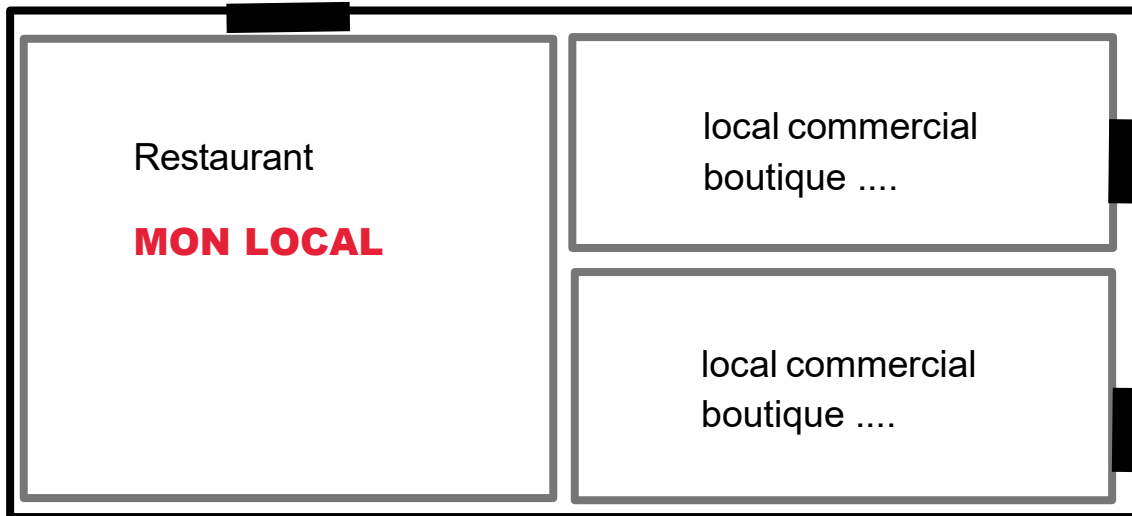 Restaurant
MON LOCAL
local commercial
boutique ....
local commercial
boutique ....